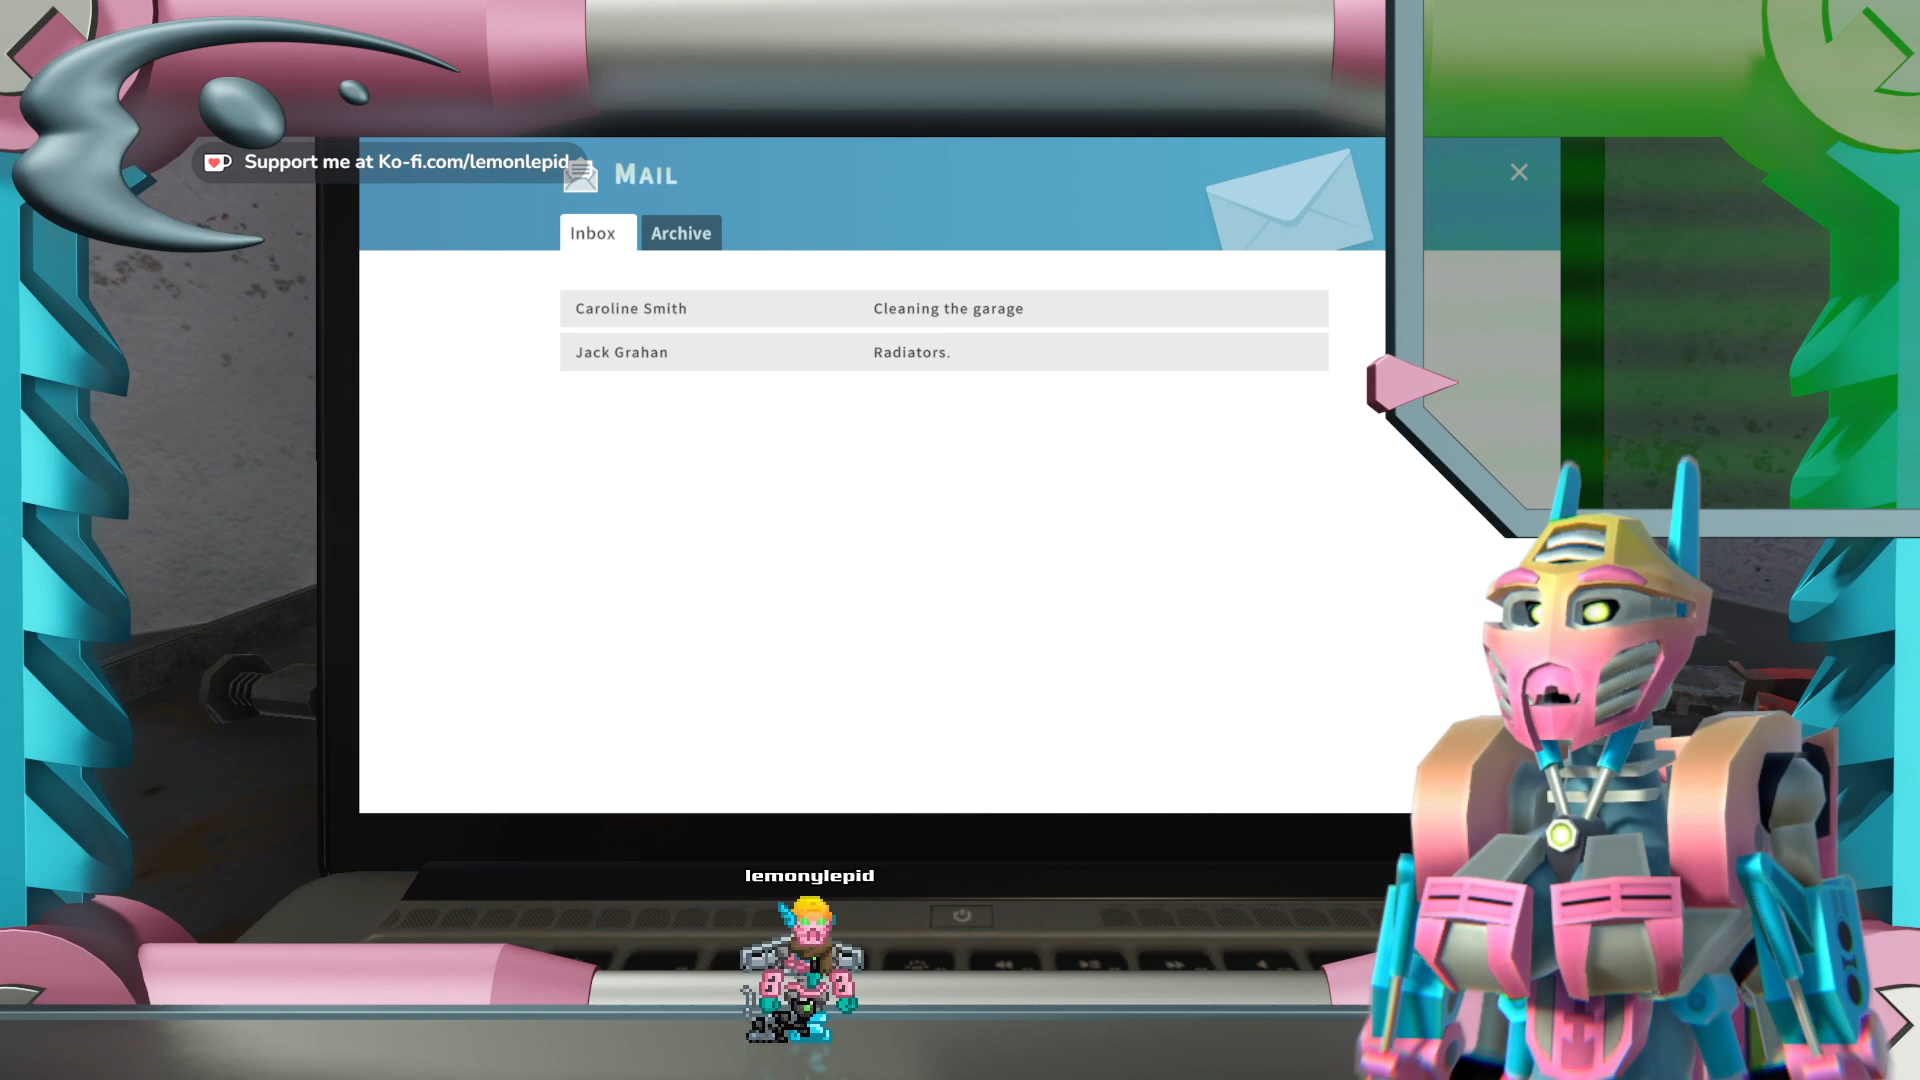 Support me at Ko-fi.com/lemonlepid
Mail
Inbox
Archive
Caroline Smith
Cleaning the garage
Jack Grahan
Radiators.
lemonylepid